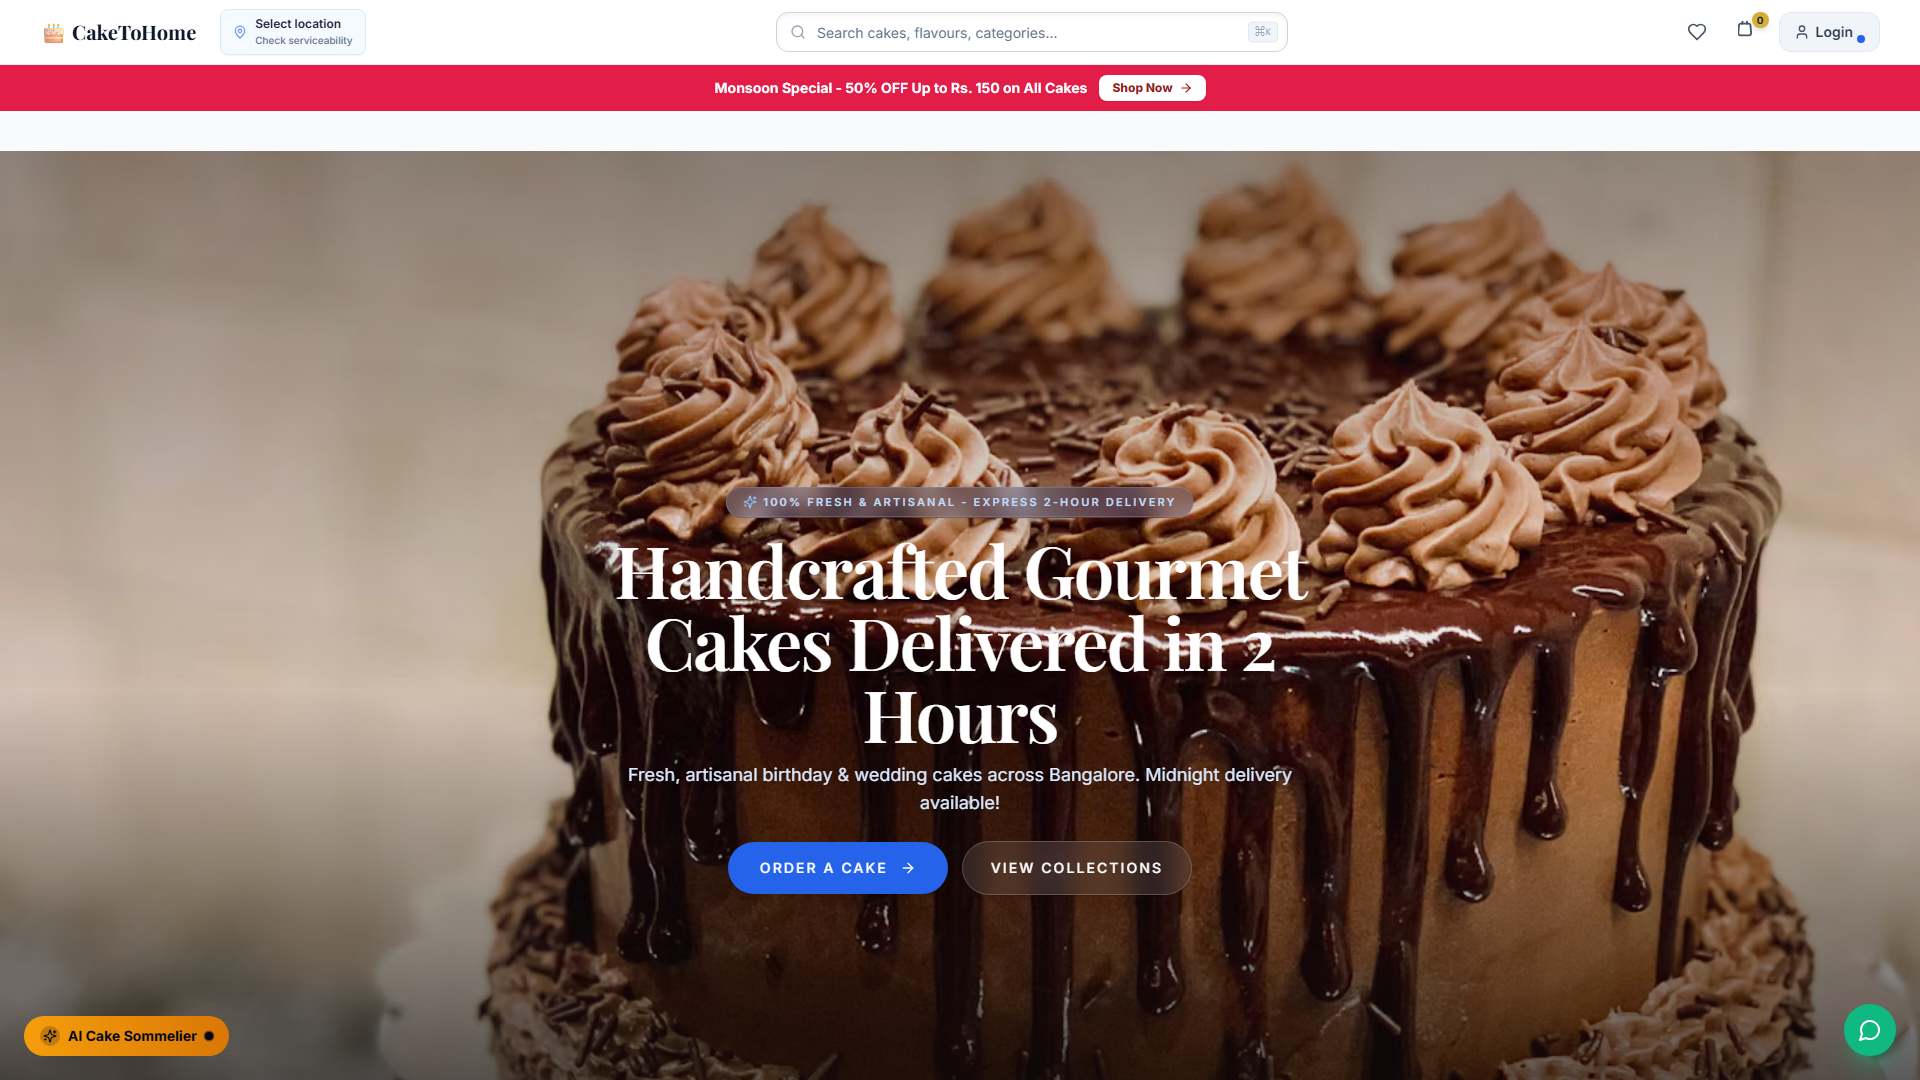 CakeToHome
Select location
Check serviceability
Search cakes, flavours, categories...
⌘K
0
Login
Monsoon Special - 50% OFF Up to Rs. 150 on All Cakes
Shop Now
100% FRESH & ARTISANAL - EXPRESS 2-HOUR DELIVERY
Handcrafted Gourmet
Cakes Delivered in 2
Hours
Fresh, artisanal birthday & wedding cakes across Bangalore. Midnight delivery
available!
ORDER A CAKE
VIEW COLLECTIONS
AI Cake Sommelier